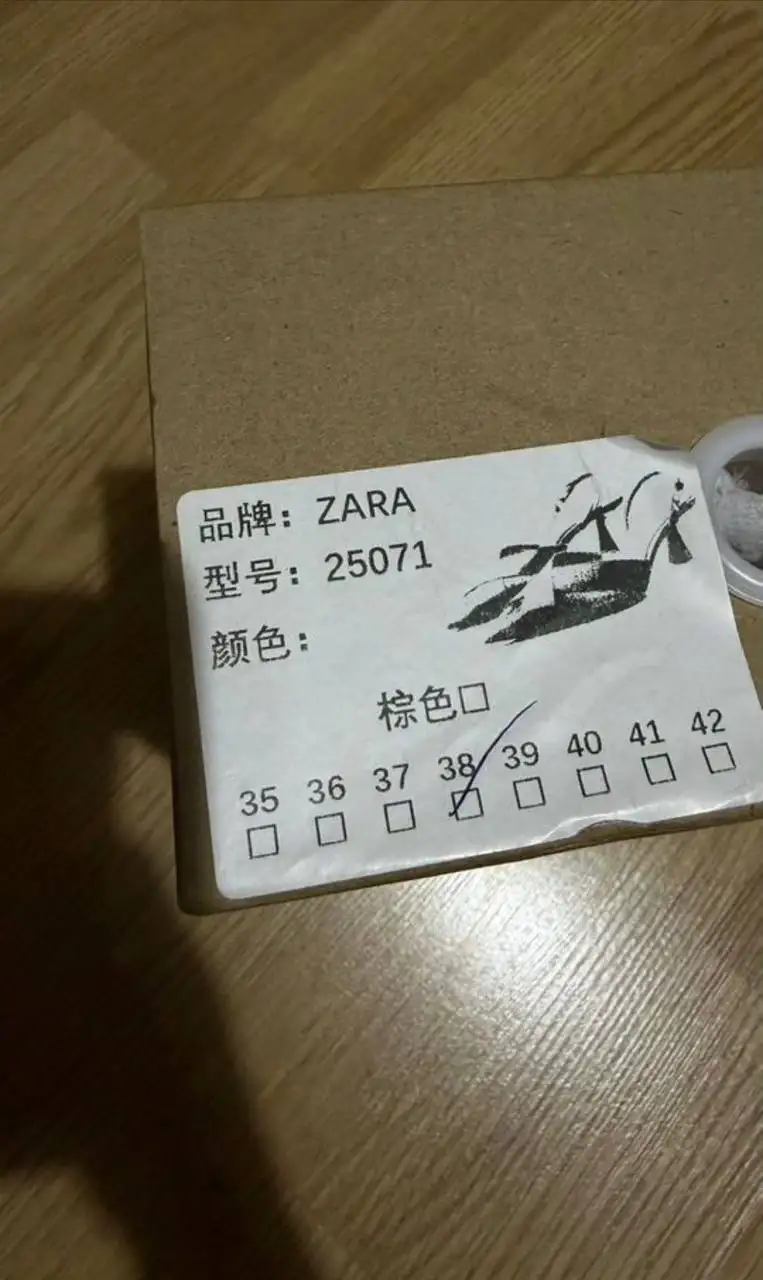 品牌：ZARA
型号：25071
颜色：
棕色□
35 36 37 38 39 40 41 42
□ □ □ □ □ □ □ □